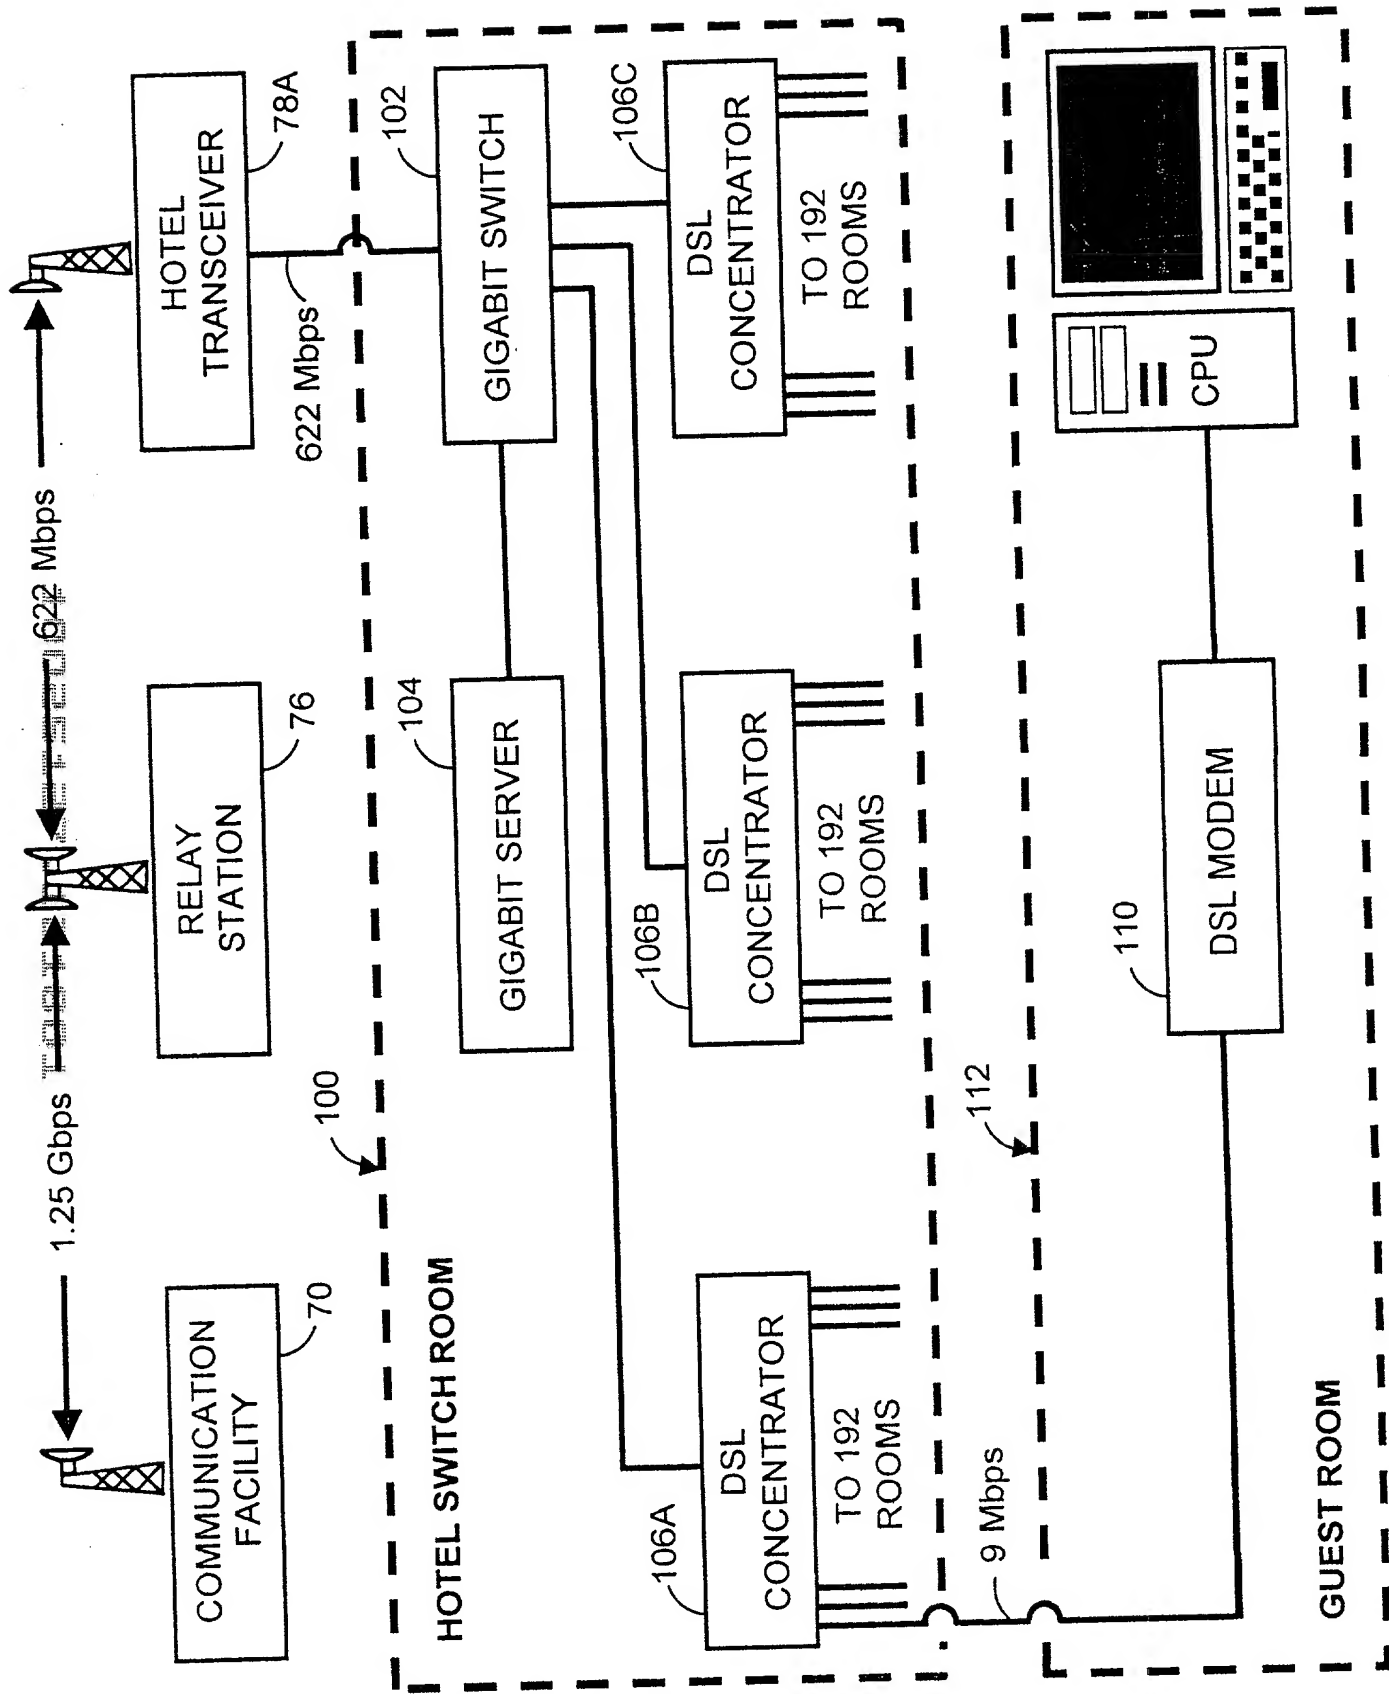 1.25 Gbps
622 Mbps
COMMUNICATION
FACILITY
70
RELAY
STATION
76
HOTEL
TRANSCEIVER
78A
622 Mbps
100
HOTEL SWITCH ROOM
GIGABIT SERVER
104
GIGABIT SWITCH
102
106A
DSL
CONCENTRATOR
TO 192
ROOMS
106B
DSL
CONCENTRATOR
TO 192
ROOMS
106C
DSL
CONCENTRATOR
TO 192
ROOMS
9 Mbps
112
110
DSL MODEM
CPU
GUEST ROOM